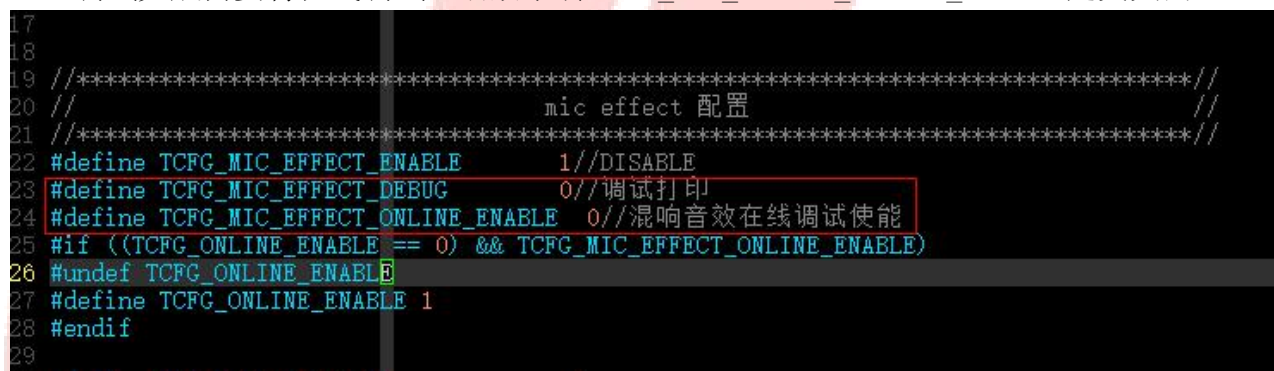 17
18
19 //************************************************************************************//
20 // mic effect 配置 //
21 //************************************************************************************//
22 #define TCFG_MIC_EFFECT_ENABLE 1//DISABLE
23 #define TCFG_MIC_EFFECT_DEBUG 0//调试打印
24 #define TCFG_MIC_EFFECT_ONLINE_ENABLE 0//混响音效在线调试使能
25 #if ((TCFG_ONLINE_ENABLE == 0) && TCFG_MIC_EFFECT_ONLINE_ENABLE)
26 #undef TCFG_ONLINE_ENABLE
27 #define TCFG_ONLINE_ENABLE 1
28 #endif
29